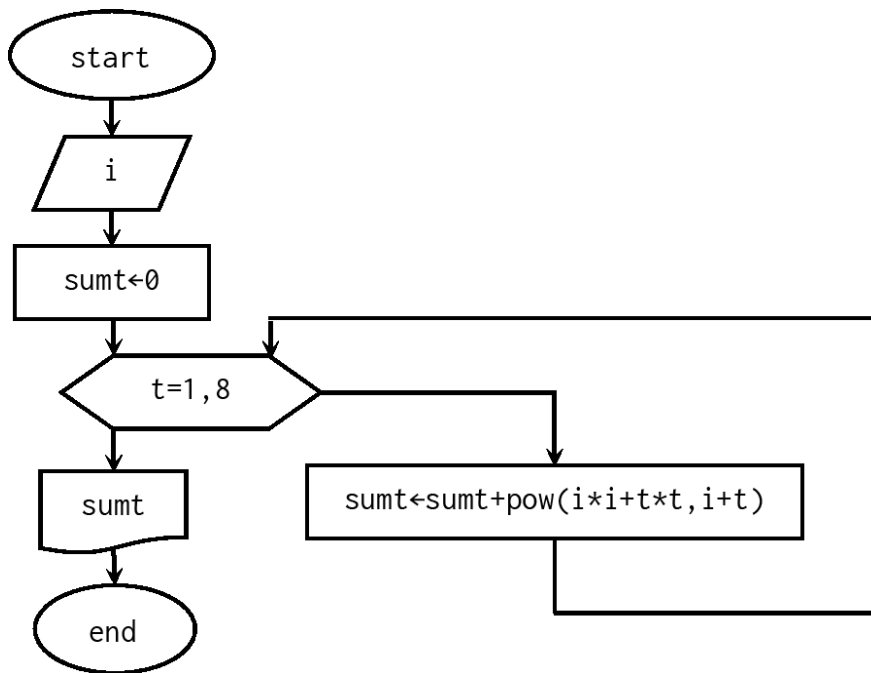 start
i
sumt←0
t=1,8
sumt←sumt+pow(i*i+t*t,i+t)
sumt
end